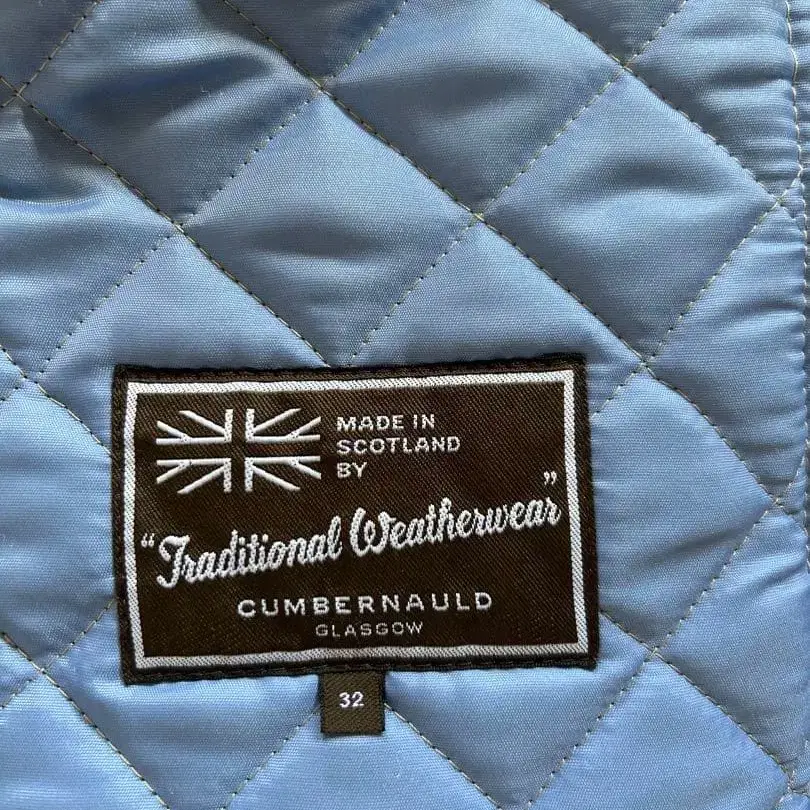 MADE IN
SCOTLAND
BY
“Traditional Weatherwear”
CUMBERNAULD
GLASGOW
32